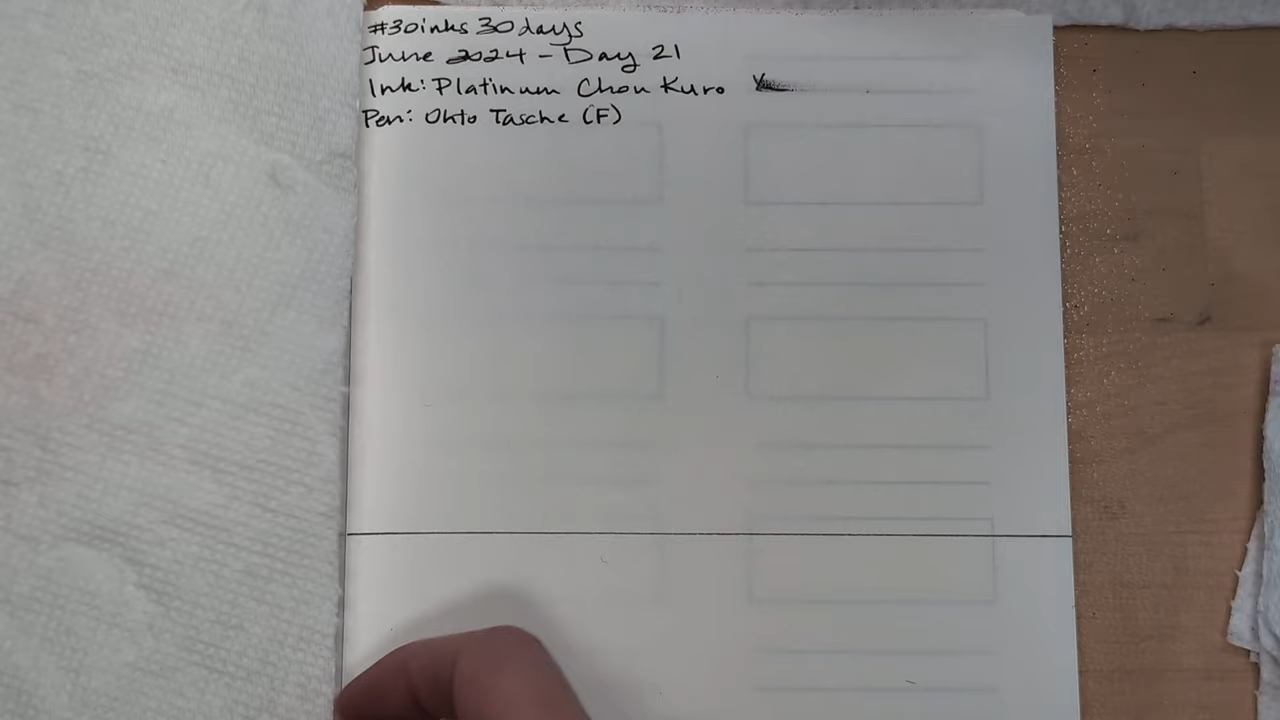 #30inks30days
June 2024 - Day 21
Ink: Platinum Chou Kuro
Pen: Ohto Tasche (F)